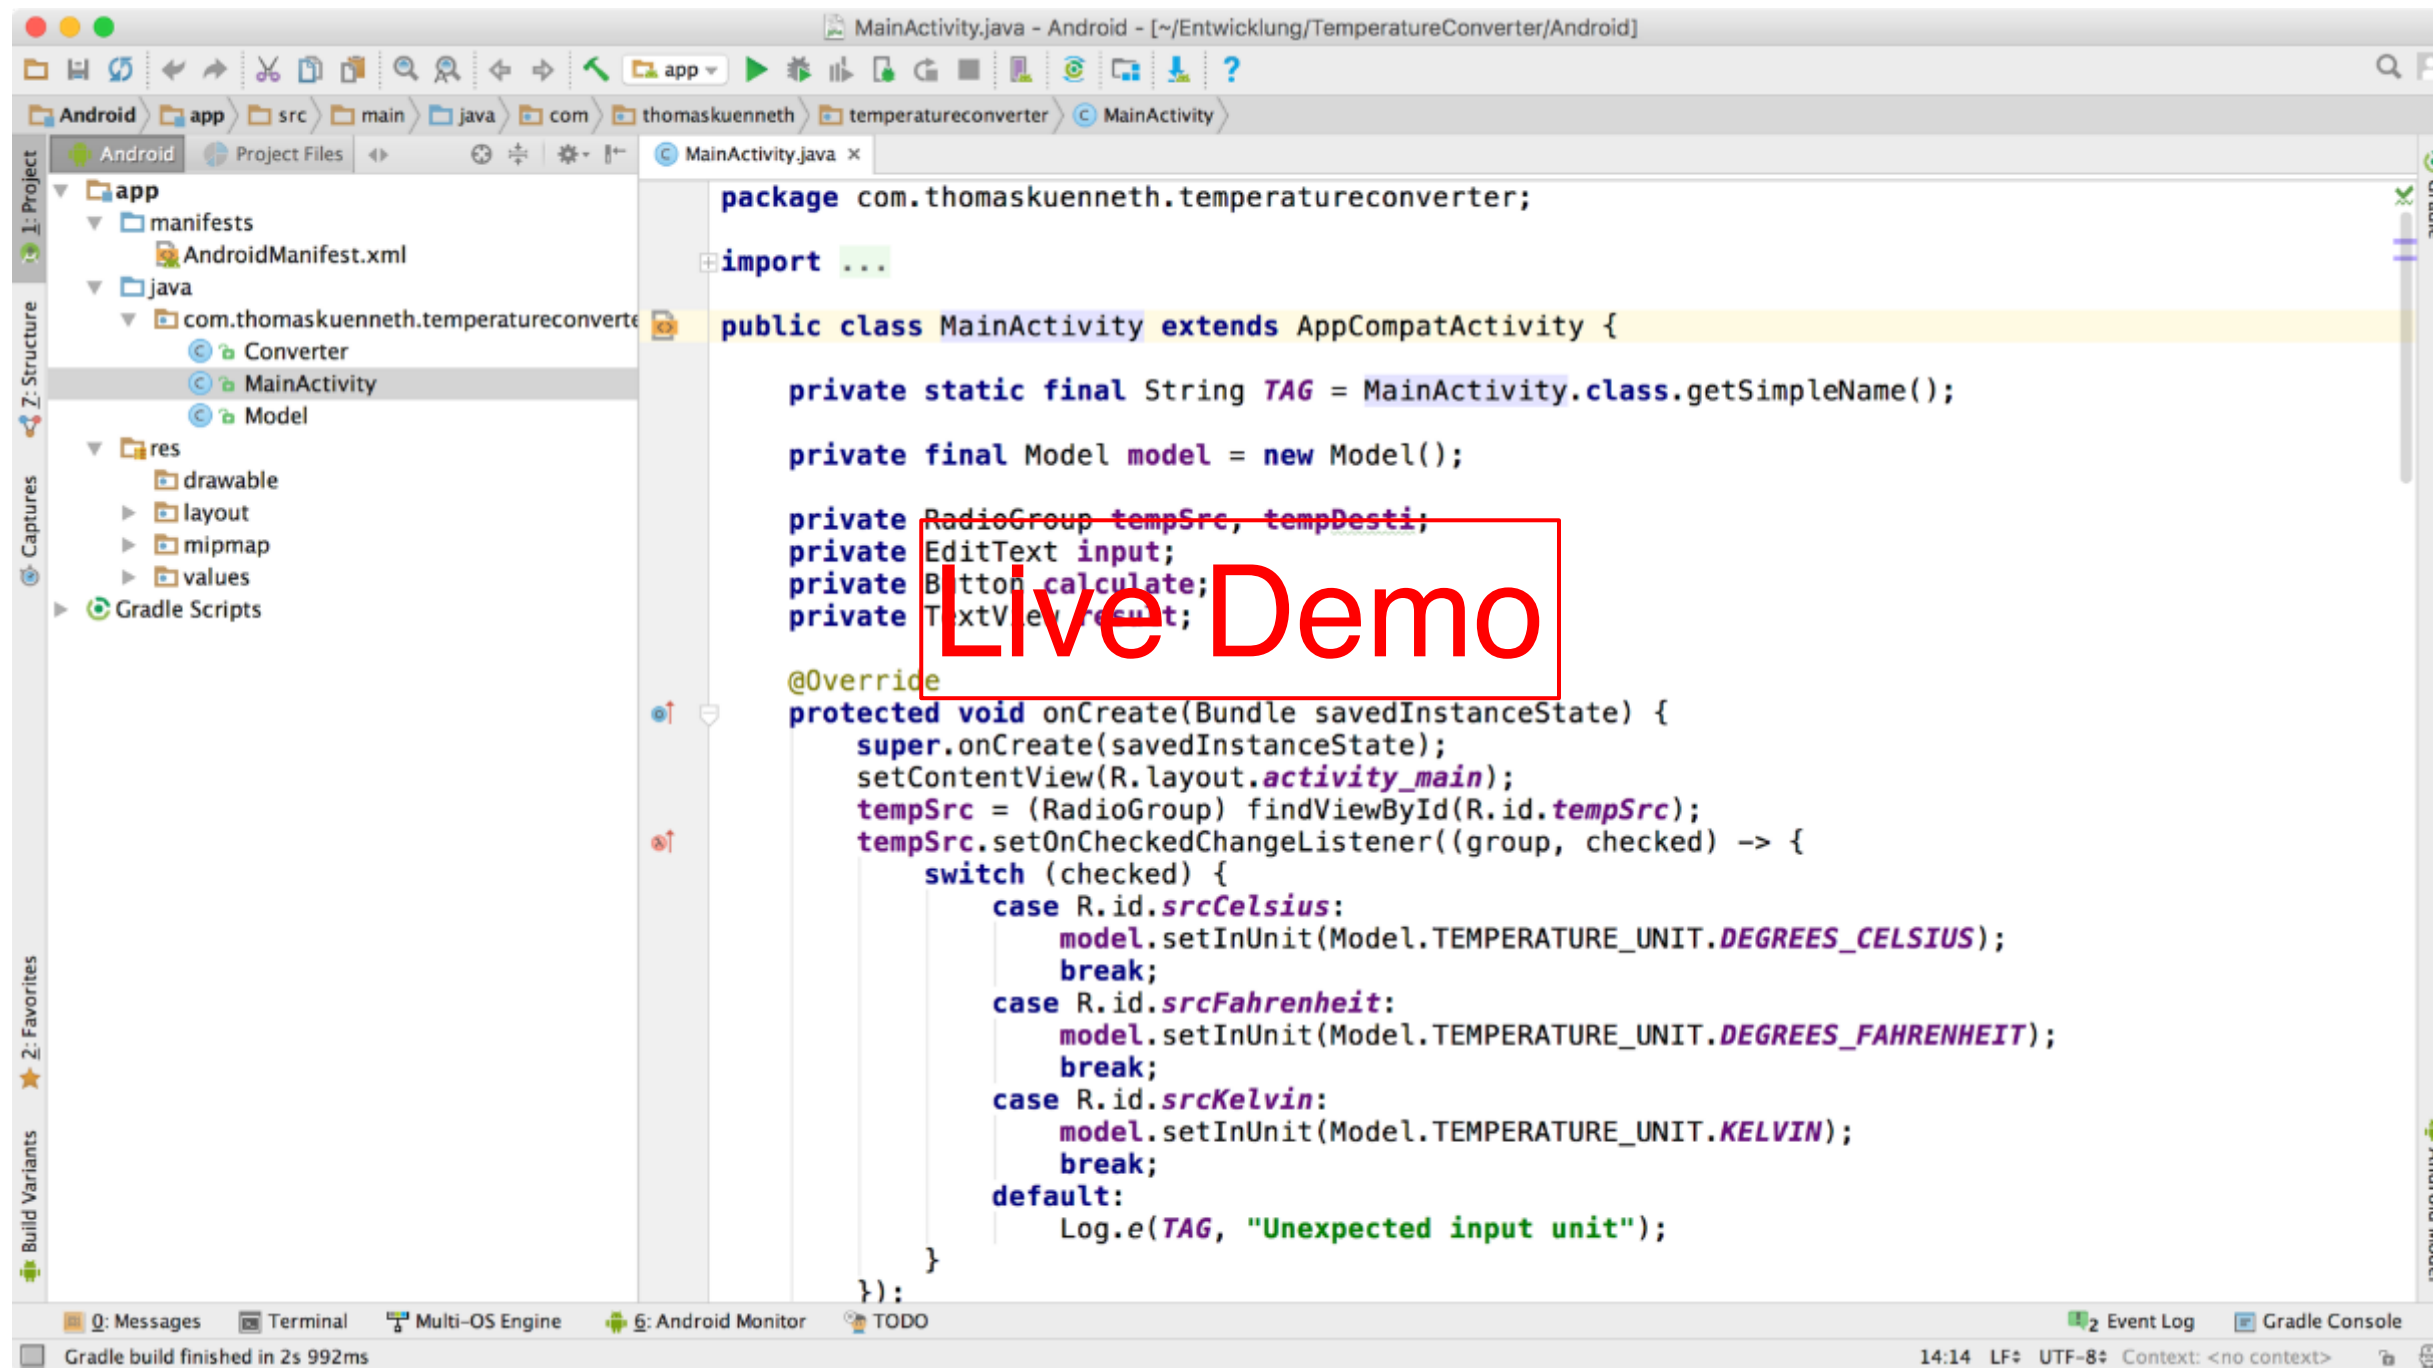 MainActivity.java - Android - [~/Entwicklung/TemperatureConverter/Android]
app
?
Android app src main java com thomaskuenneth temperatureconverter MainActivity
Android Project Files
MainActivity.java ×
1: Project
7: Structure
Captures
2: Favorites
Build Variants
app
manifests
AndroidManifest.xml
java
com.thomaskuenneth.temperatureconverte
Converter
MainActivity
Model
res
drawable
layout
mipmap
values
Gradle Scripts
package com.thomaskuenneth.temperatureconverter;
import ...
public class MainActivity extends AppCompatActivity {
private static final String TAG = MainActivity.class.getSimpleName();
private final Model model = new Model();
private RadioGroup tempSrc, tempDesti;
private EditText input;
private Button calculate;
private TextView result;
Live Demo
@Override
protected void onCreate(Bundle savedInstanceState) {
super.onCreate(savedInstanceState);
setContentView(R.layout.activity_main);
tempSrc = (RadioGroup) findViewById(R.id.tempSrc);
tempSrc.setOnCheckedChangeListener((group, checked) -> {
switch (checked) {
case R.id.srcCelsius:
model.setInUnit(Model.TEMPERATURE_UNIT.DEGREES_CELSIUS);
break;
case R.id.srcFahrenheit:
model.setInUnit(Model.TEMPERATURE_UNIT.DEGREES_FAHRENHEIT);
break;
case R.id.srcKelvin:
model.setInUnit(Model.TEMPERATURE_UNIT.KELVIN);
break;
default:
Log.e(TAG, "Unexpected input unit");
}
});
0: Messages Terminal Multi-OS Engine 6: Android Monitor TODO 2 Event Log Gradle Console
Gradle build finished in 2s 992ms 14:14 LF UTF-8 Context: <no context>